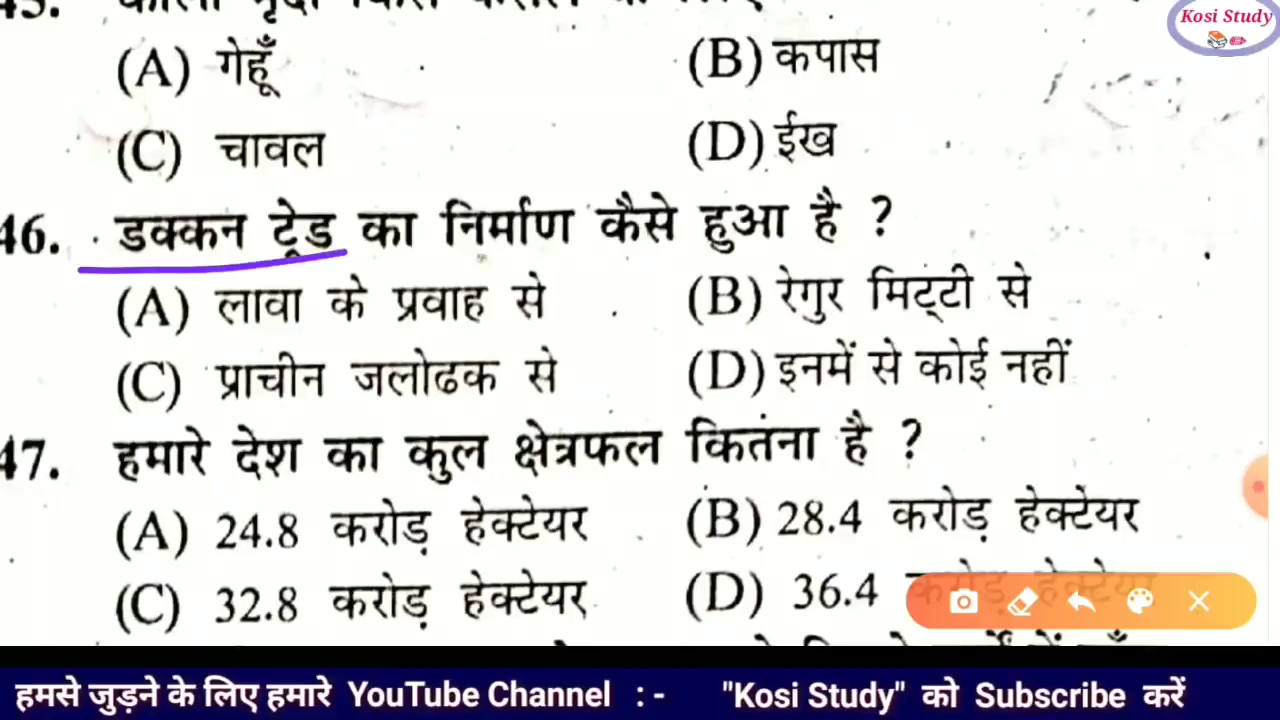 Kosi Study
(A) गेहूँ (B) कपास
(C) चावल (D) ईख
46. डक्कन ट्रेड का निर्माण कैसे हुआ है ?
(A) लावा के प्रवाह से (B) रेगुर मिट्टी से
(C) प्राचीन जलोढक से (D) इनमें से कोई नहीं
47. हमारे देश का कुल क्षेत्रफल कितना है ?
(A) 24.8 करोड़ हेक्टेयर (B) 28.4 करोड़ हेक्टेयर
(C) 32.8 करोड़ हेक्टेयर (D) 36.4 करोड़ हेक्टेयर
हमसे जुड़ने के लिए हमारे YouTube Channel : - "Kosi Study" को Subscribe करें